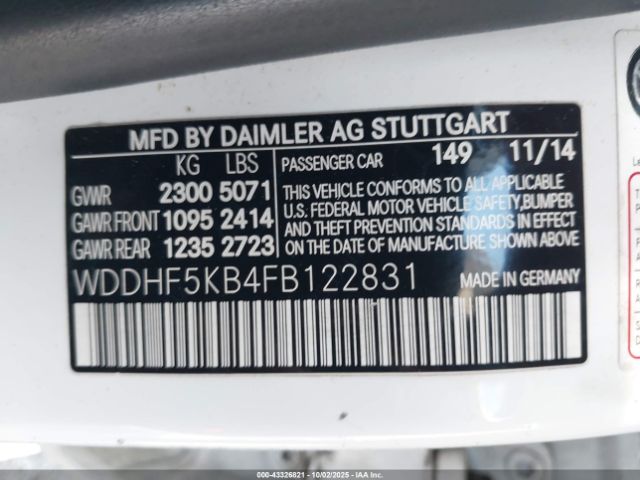 MFD BY DAIMLER AG STUTTGART
KG LBS
GVWR 2300 5071
GAWR FRONT 1095 2414
GAWR REAR 1235 2723
PASSENGER CAR 149 11/14
THIS VEHICLE CONFORMS TO ALL APPLICABLE
U.S. FEDERAL MOTOR VEHICLE SAFETY,BUMPER
AND THEFT PREVENTION STANDARDS IN
EFFECT ON THE DATE OF MANUFACTURE
SHOWN ABOVE.
WDDHF5KB4FB122831 MADE IN GERMANY
000-43326821 - 10/02/2025 - Copyright © 2025 IAA